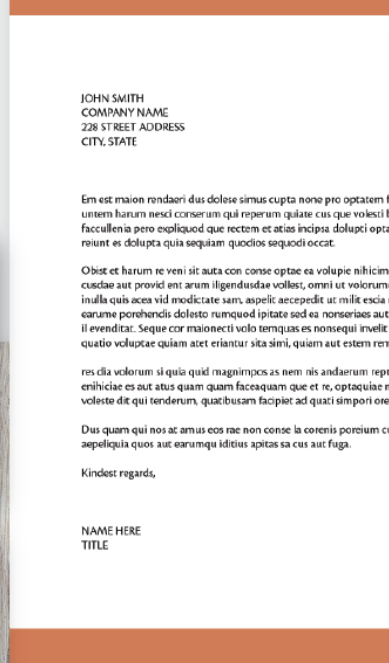 JOHN SMITH
COMPANY NAME
228 STREET ADDRESS
CITY, STATE
Em est maion rendaeri dus dolese simus cupta none pro optatem f
untem harum nesci conserum qui reperum quiate cus que volesti
faccullenia pero expliquod que rectem et atias incipsa dolupti opta
reiunt es dolupta quia sequiam quodios sequodi occat.
Obist et harum re veni sit auta con conse optae ea volupie nihicim
cusdae aut provid ent arum iligendusdae vollest, omni ut volorum
inulla quis acea vid modictate sam, aspelit aecepedit ut milit escia
earume porehendis dolesto rumquod ipitate sed ea nonseriaes aut
il evenditat. Seque cor maionecti volo temquas es nonsequi invelit
quatio voluptae quiam atet eriantur sita simi, quiam aut estem rem
res dia volorum si quia quid magnimpos as nem nis andaerum rept
enihiciae es aut atus quam quam faceaquam que et re, optaquiae
voleste dit qui tenderum, quatibusam facipiet ad quati simpori ore
Dus quam qui nos at amus eos rae non conse la corenis poreium cu
aepeliquia quos aut earumqu iditius apitas sa cus aut fuga.
Kindest regards,
NAME HERE
TITLE